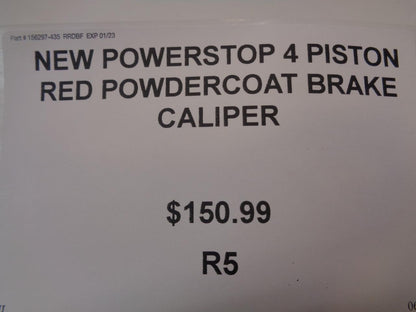 Part # 156297-435 RRDBF EXP 01/23
NEW POWERSTOP 4 PISTON
RED POWDERCOAT BRAKE
CALIPER
$150.99
R5